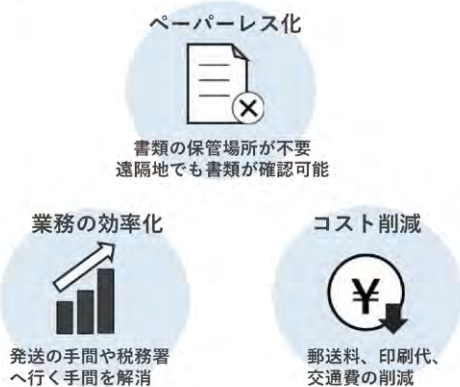 ペーパーレス化
書類の保管場所が不要
遠隔地でも書類が確認可能
業務の効率化
発送の手間や税務署
へ行く手間を解消
コスト削減
¥
郵送料、印刷代、
交通費の削減